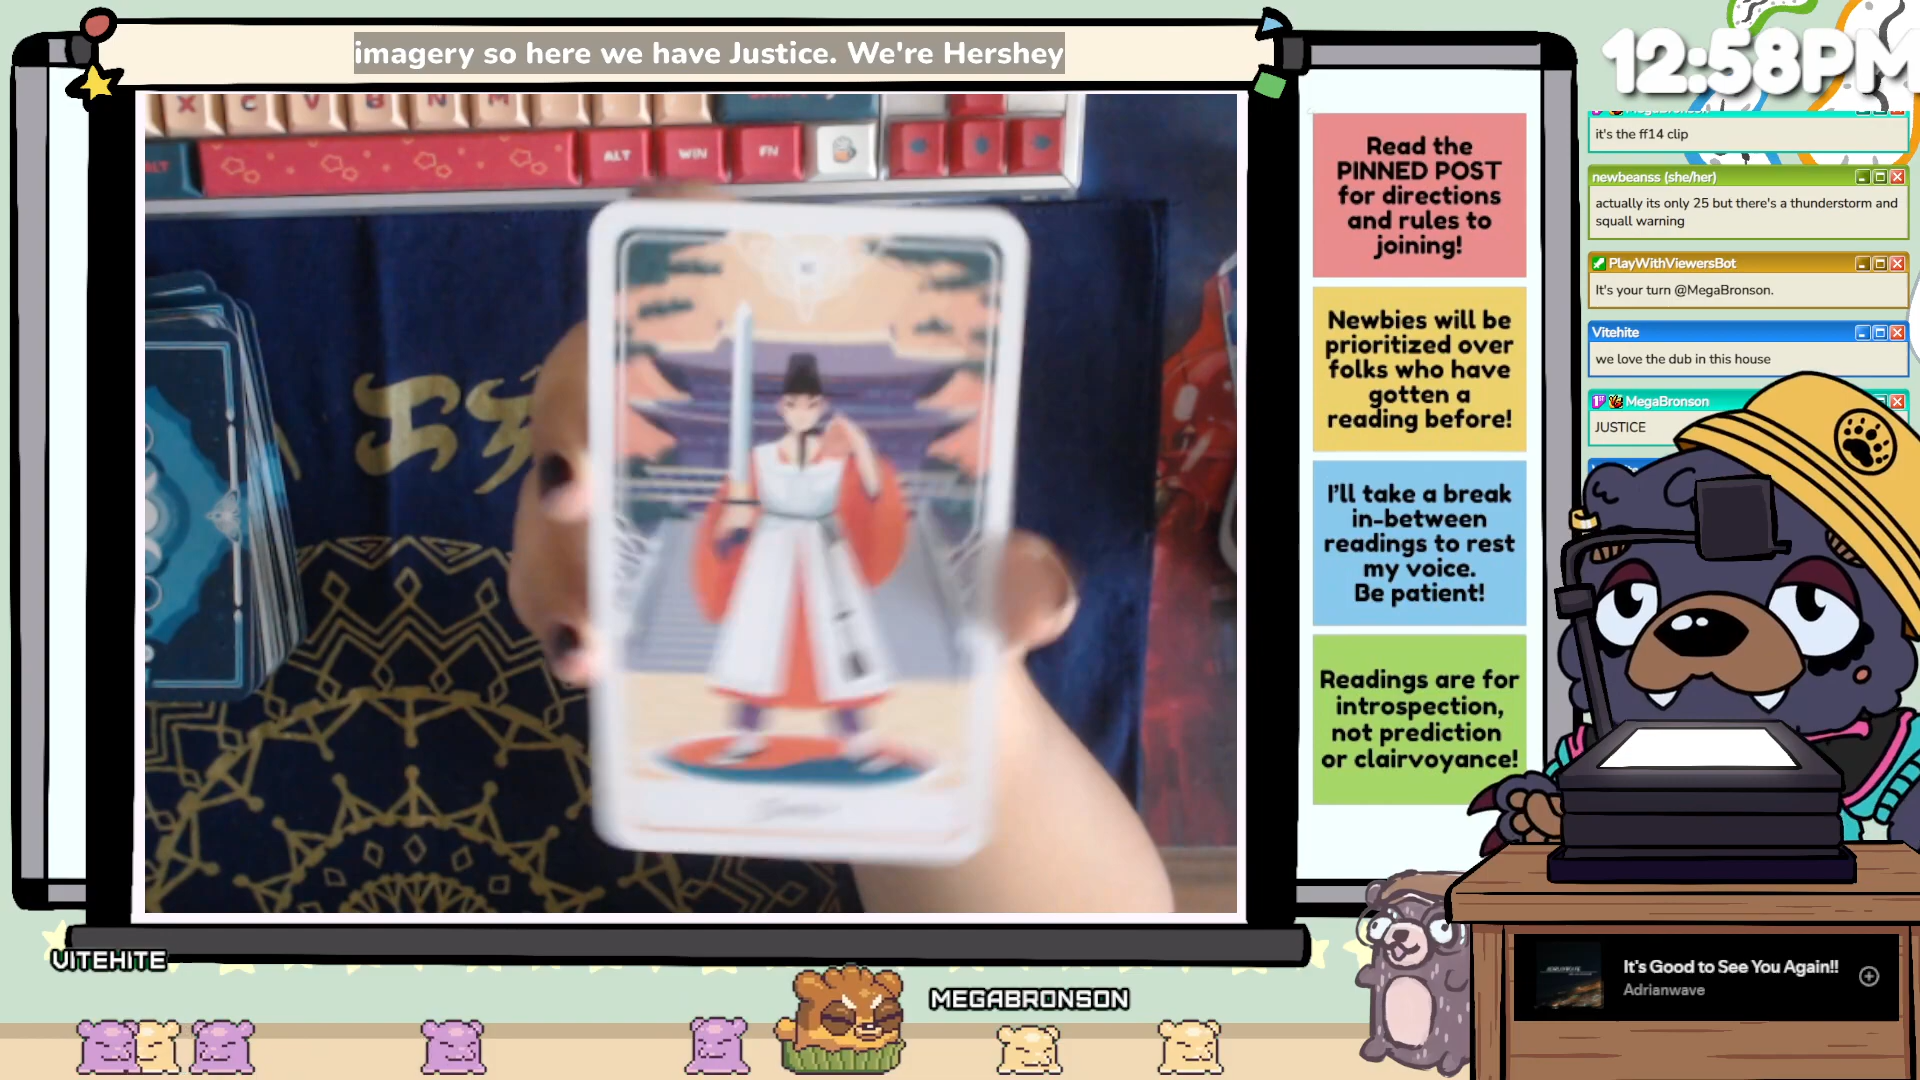 imagery so here we have Justice. We're Hershey
12:58PM
X C V B N M
ALT
ALT WIN FN
Read the
PINNED POST
for directions
and rules to
joining!
Newbies will be
prioritized over
folks who have
gotten a
reading before!
I'll take a break
in-between
readings to rest
my voice.
Be patient!
Readings are for
introspection,
not prediction
or clairvoyance!
MegaBronson
it's the ff14 clip
newbeanss (she/her)
actually its only 25 but there's a thunderstorm and
squall warning
PlayWithViewersBot
It's your turn @MegaBronson.
Vitehite
we love the dub in this house
1st MegaBronson
JUSTICE
VITEHITE
MEGABRONSON
It's Good to See You Again!!
Adrianwave